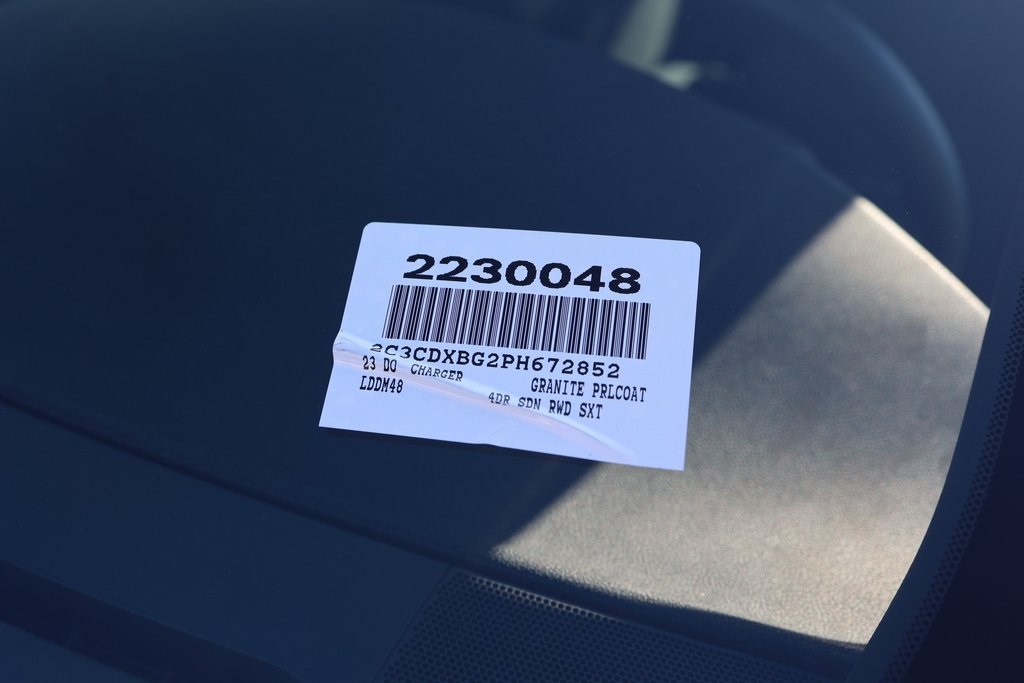 2230048
2C3CDXBG2PH672852
23 DO CHARGER GRANITE PRLCOAT
LDDM48 4DR SDN RWD SXT